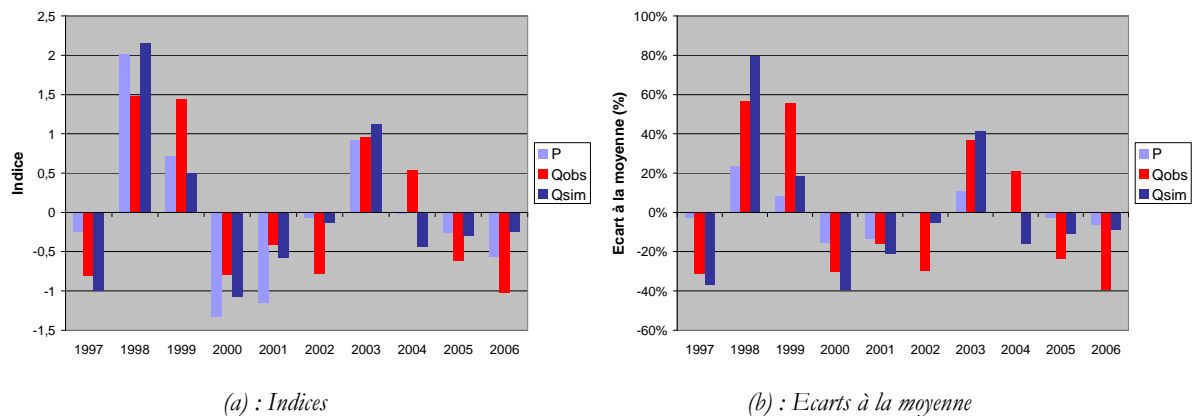 2,5
2
1,5
1
0,5
0
-0,5
-1
-1,5
Indice
1997 1998 1999 2000 2001 2002 2003 2004 2005 2006
P
Qobs
Qsim
(a) : Indices
100%
80%
60%
40%
20%
0%
-20%
-40%
-60%
Ecart à la moyenne (%)
1997 1998 1999 2000 2001 2002 2003 2004 2005 2006
P
Qobs
Qsim
(b) : Ecarts à la moyenne